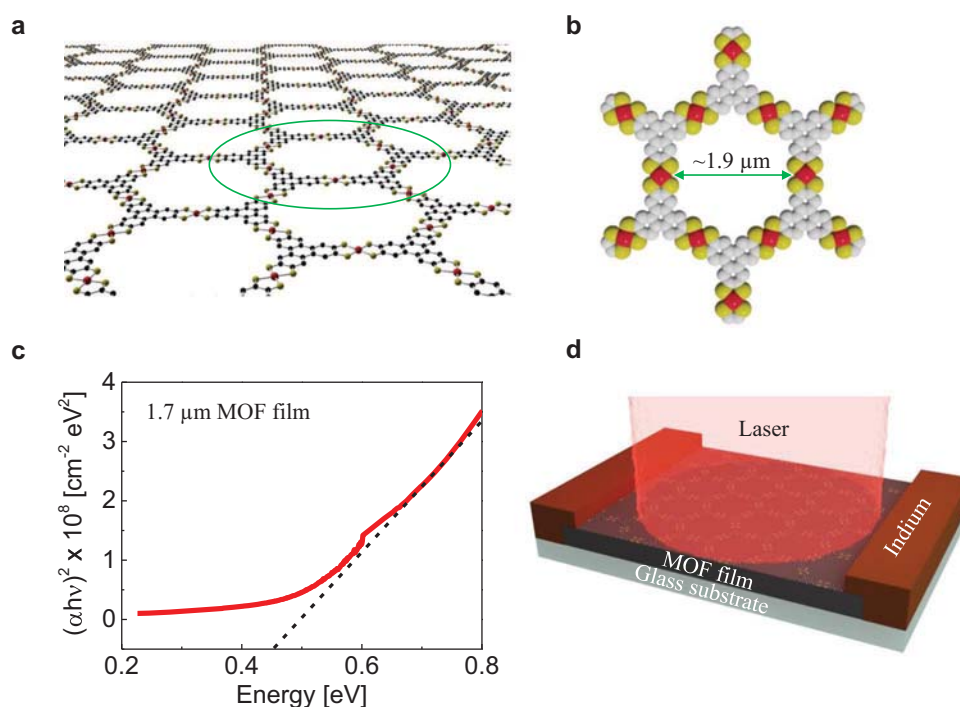 a
b
~1.9 µm
c
1.7 µm MOF film
(αhν)² x 10⁸ [cm⁻² eV²]
4
3
2
1
0
0.2 0.4 0.6 0.8
Energy [eV]
d
Laser
Indium
MOF film
Glass substrate